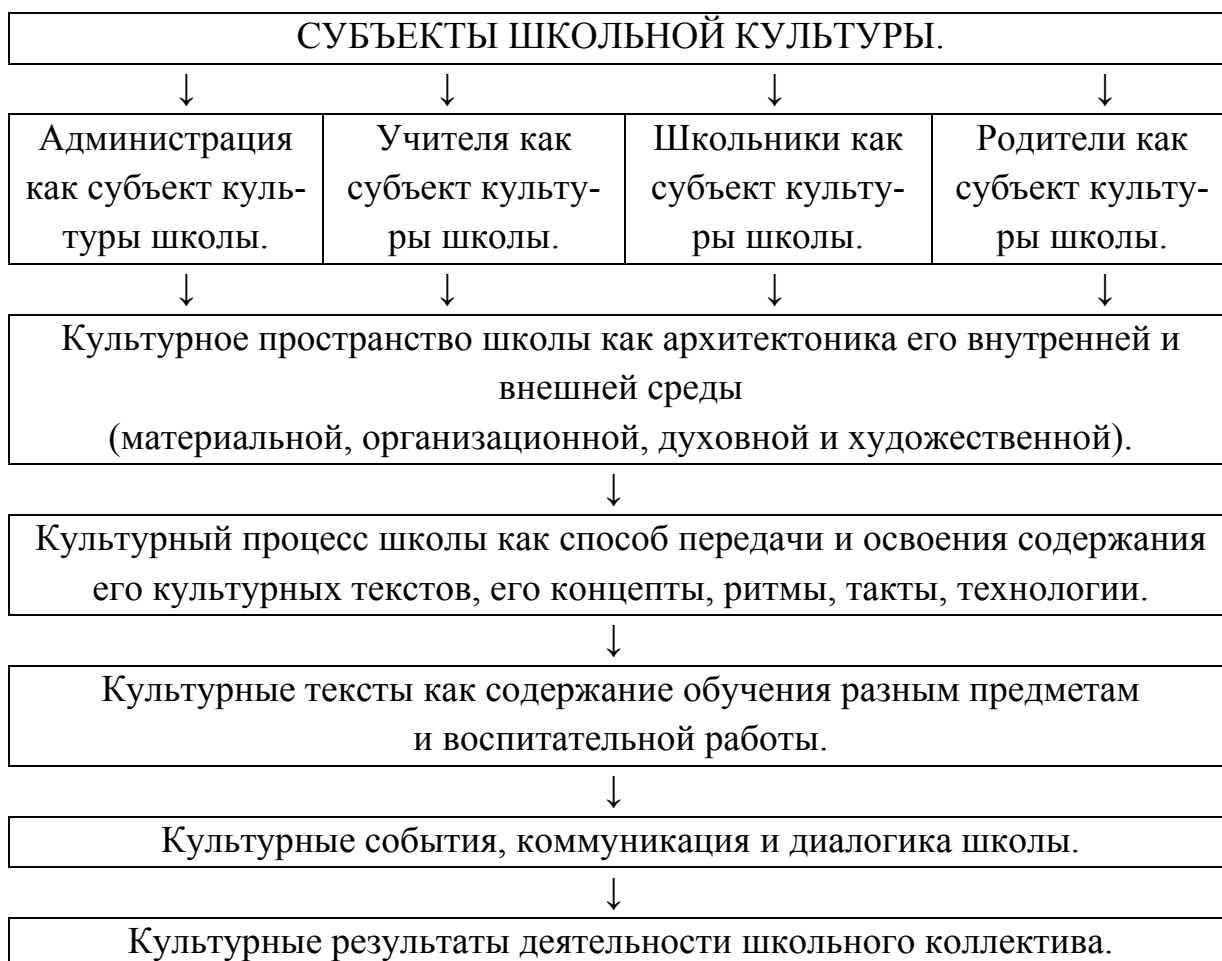 СУБЪЕКТЫ ШКОЛЬНОЙ КУЛЬТУРЫ.
↓ ↓ ↓ ↓
Администрация
как субъект куль-
туры школы.
Учителя как
субъект культу-
ры школы.
Школьники как
субъект культу-
ры школы.
Родители как
субъект культу-
ры школы.
↓ ↓ ↓ ↓
Культурное пространство школы как архитектоника его внутренней и
внешней среды
(материальной, организационной, духовной и художественной).
↓
Культурный процесс школы как способ передачи и освоения содержания
его культурных текстов, его концепты, ритмы, такты, технологии.
↓
Культурные тексты как содержание обучения разным предметам
и воспитательной работы.
↓
Культурные события, коммуникация и диалогика школы.
↓
Культурные результаты деятельности школьного коллектива.